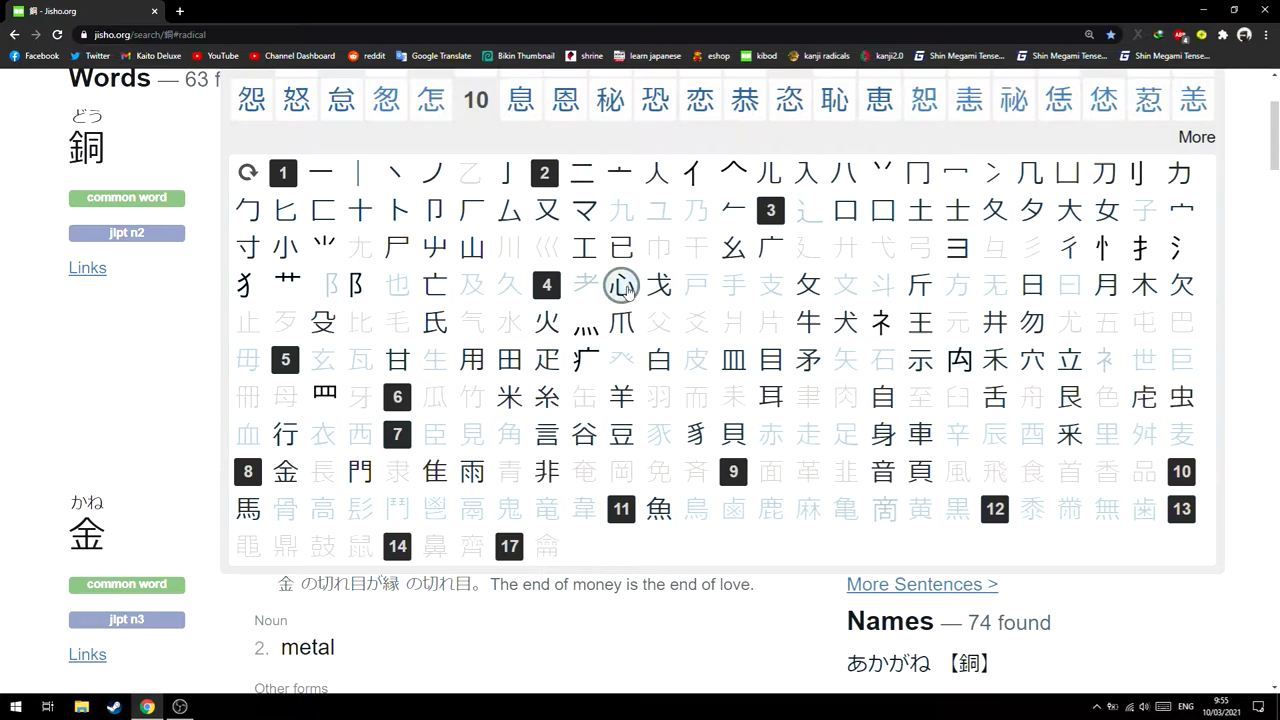 銅 - Jisho.org
jisho.org/search/銅#radical
Facebook Twitter Kaito Deluxe YouTube Channel Dashboard reddit Google Translate Bikin Thumbnail shrine learn japanese eshop kibod kanji radicals kanji2.0 Shin Megami Tense... Shin Megami Tense... Shin Megami Tense...
Words — 63 f
どう
銅
common word
jlpt n2
Links
かね
金
common word
jlpt n3
Links
怨 怒 怠 怱 怎 10 息 恩 秘 恐 恋 恭 恣 恥 恵 恕 恚 祕 恁 恷 惹 恙
More
1 一 | 丶 ノ 乙 亅 2 二 亠 人 亻 𠆢 儿 入 八 丷 冂 冖 冫 几 凵 刀 刂 力
勹 匕 匚 十 卜 卩 厂 厶 又 マ 九 ユ 乃 𠂉 3 辶 口 囗 土 士 夂 夕 大 女 子 宀
寸 小 ⺌ 尢 尸 屮 山 川 巛 工 已 巾 干 幺 广 廴 廾 弋 弓 ヨ 彑 彡 彳 忄 扌 氵
犭 艹 阝 阝 也 亡 及 久 4 耂 心 戈 戸 手 支 攵 文 斗 斤 方 无 日 曰 月 木 欠
止 歹 殳 比 毛 氏 气 水 火 灬 爪 父 爻 爿 片 牛 犬 礻 王 元 井 勿 尤 五 屯 巴
毋 5 玄 瓦 甘 生 用 田 疋 疒 癶 白 皮 皿 目 矛 矢 石 示 禸 禾 穴 立 衤 世 巨
冊 母 罒 牙 6 瓜 竹 米 糸 缶 羊 羽 而 耒 耳 聿 肉 自 至 臼 舌 舟 艮 色 虍 虫
血 行 衣 西 7 臣 見 角 言 谷 豆 豕 豸 貝 赤 走 足 身 車 辛 辰 酉 釆 里 舛 麦
8 金 長 門 隶 隹 雨 青 非 奄 岡 免 斉 9 面 革 韭 音 頁 風 飛 食 首 香 品 10
馬 骨 高 髟 鬥 鬯 鬲 鬼 竜 韋 11 魚 鳥 鹵 鹿 麻 亀 啇 黄 黒 12 黍 黹 無 歯 13
黽 鼎 鼓 鼠 14 鼻 齊 17 龠
金 の切れ目が縁 の切れ目。 The end of money is the end of love.
Noun
2. metal
Other forms
More Sentences >
Names — 74 found
あかがね 【銅】
ENG
9:55
10/03/2021